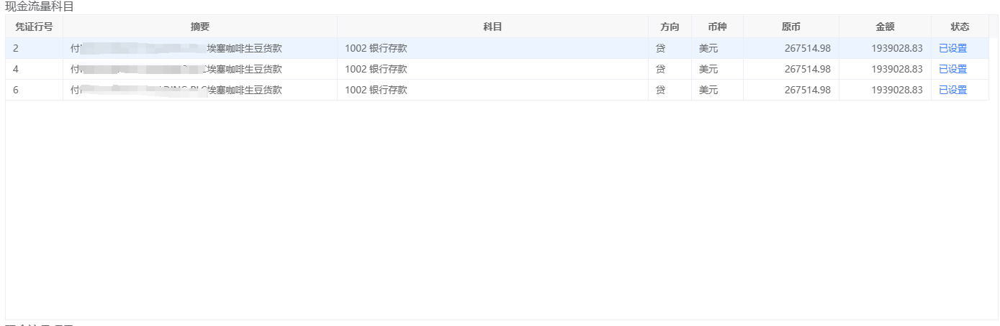 现金流量科目
凭证行号 摘要 科目 方向 币种 原币 金额 状态
2 付 埃塞咖啡生豆货款 1002 银行存款 贷 美元 267514.98 1939028.83 已设置
4 付 埃塞咖啡生豆货款 1002 银行存款 贷 美元 267514.98 1939028.83 已设置
6 付 PLC埃塞咖啡生豆货款 1002 银行存款 贷 美元 267514.98 1939028.83 已设置